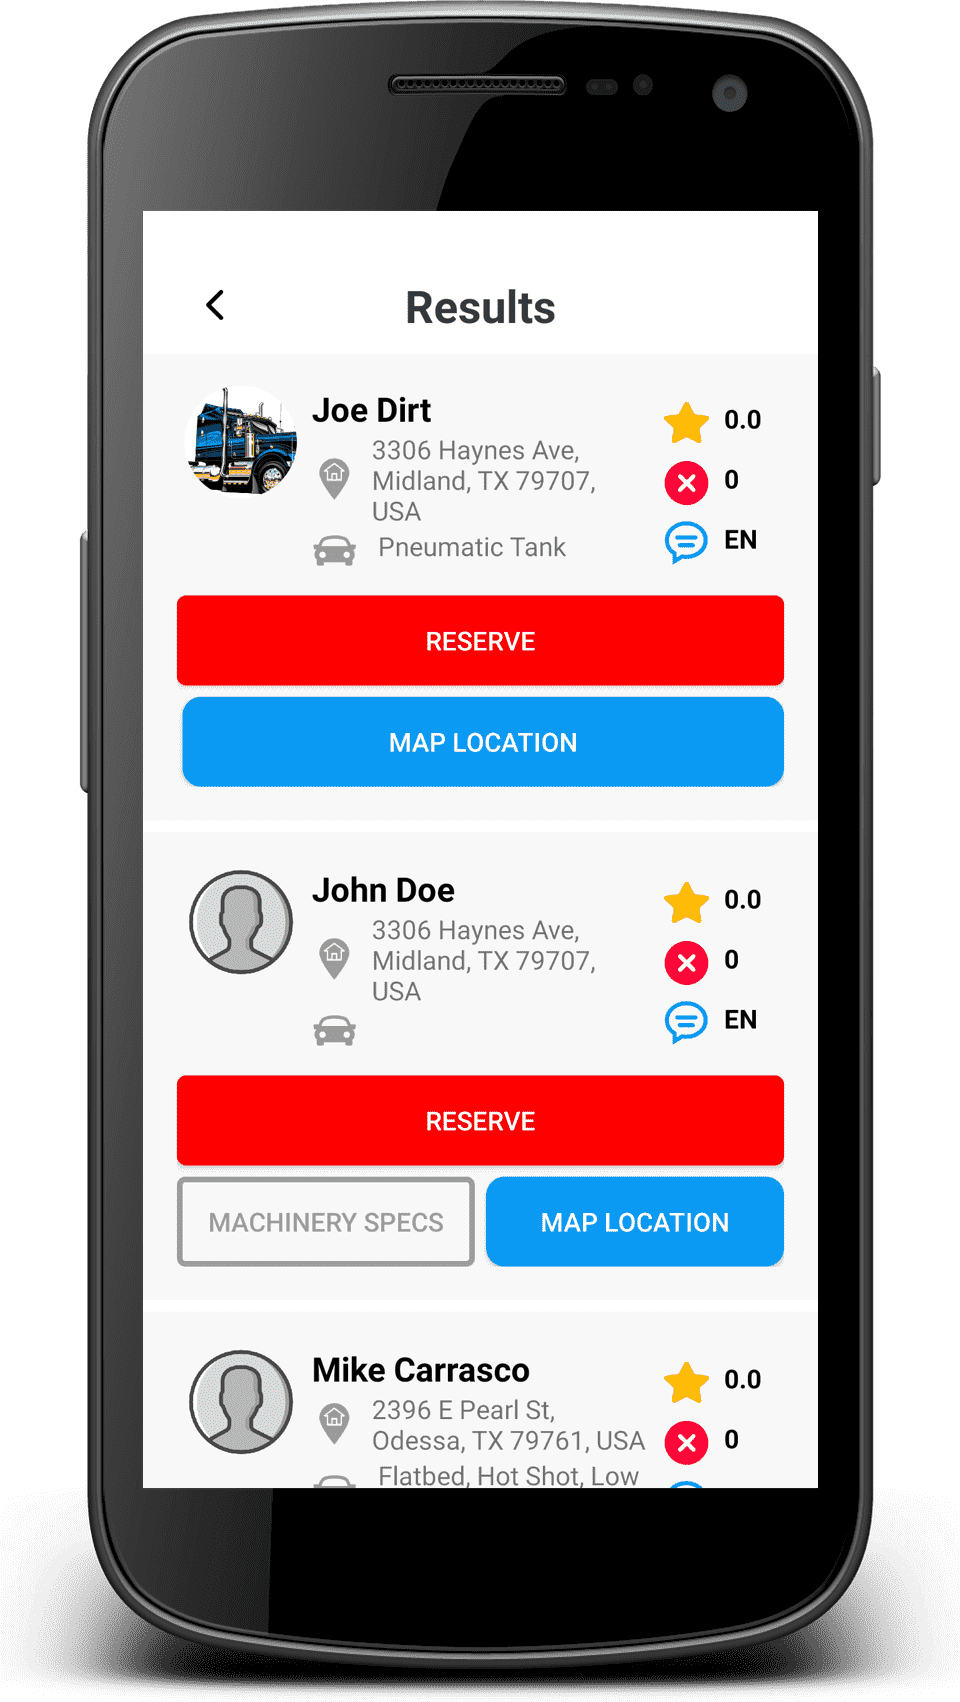 Results
Joe Dirt
3306 Haynes Ave,
Midland, TX 79707,
USA
Pneumatic Tank
0.0
0
EN
RESERVE
MAP LOCATION
John Doe
3306 Haynes Ave,
Midland, TX 79707,
USA
0.0
0
EN
RESERVE
MACHINERY SPECS
MAP LOCATION
Mike Carrasco
2396 E Pearl St,
Odessa, TX 79761, USA
Flatbed, Hot Shot, Low
0.0
0